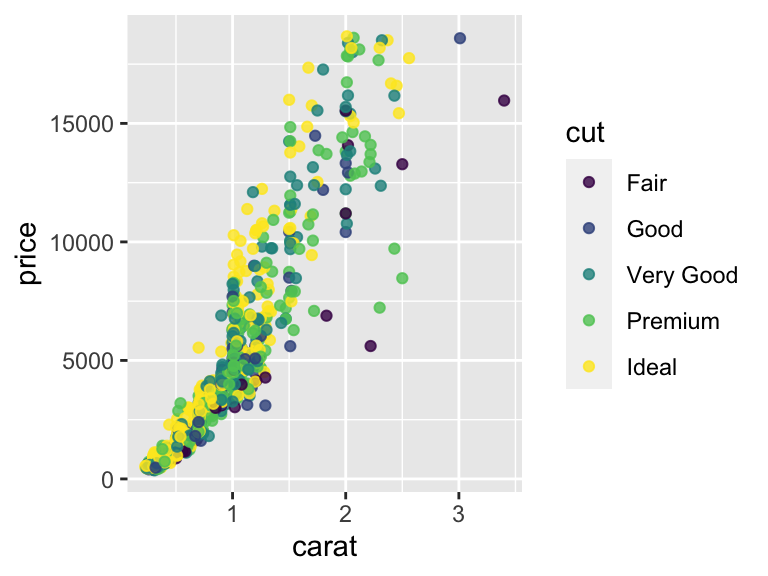 15000
10000
5000
0
price
1 2 3
carat
cut
Fair
Good
Very Good
Premium
Ideal